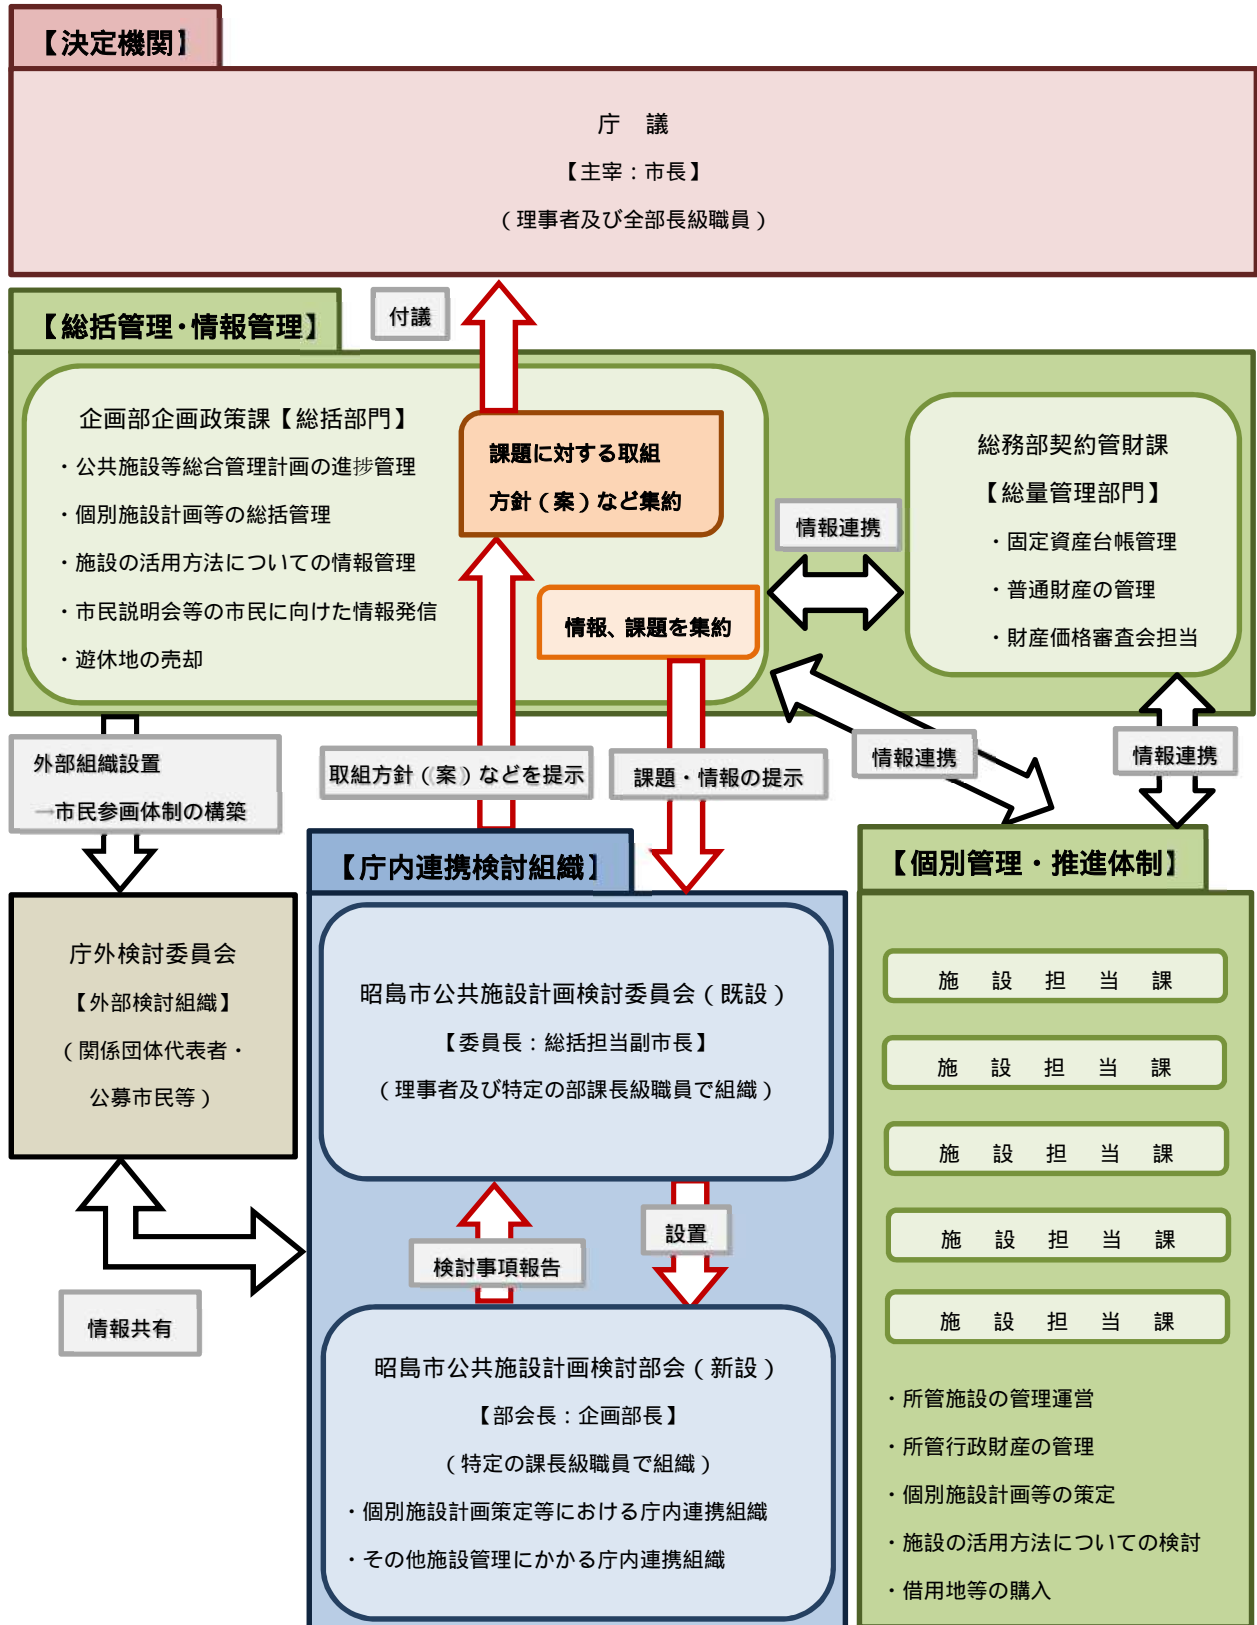 【決定機関】
庁　議
【主宰：市長】
（理事者及び全部長級職員）
【総括管理・情報管理】
付議
企画部企画政策課【総括部門】
・公共施設等総合管理計画の進捗管理
・個別施設計画等の総括管理
・施設の活用方法についての情報管理
・市民説明会等の市民に向けた情報発信
・遊休地の売却
課題に対する取組
方針（案）など集約
情報、課題を集約
情報連携
総務部契約管財課
【総量管理部門】
・固定資産台帳管理
・普通財産の管理
・財産価格審査会担当
外部組織設置
→市民参画体制の構築
取組方針（案）などを提示
課題・情報の提示
情報連携
情報連携
庁外検討委員会
【外部検討組織】
（関係団体代表者・
公募市民等）
情報共有
【庁内連携検討組織】
昭島市公共施設計画検討委員会（既設）
【委員長：総括担当副市長】
（理事者及び特定の部課長級職員で組織）
検討事項報告
設置
昭島市公共施設計画検討部会（新設）
【部会長：企画部長】
（特定の課長級職員で組織）
・個別施設計画策定等における庁内連携組織
・その他施設管理にかかる庁内連携組織
【個別管理・推進体制】
施　設　担　当　課
施　設　担　当　課
施　設　担　当　課
施　設　担　当　課
施　設　担　当　課
・所管施設の管理運営
・所管行政財産の管理
・個別施設計画等の策定
・施設の活用方法についての検討
・借用地等の購入